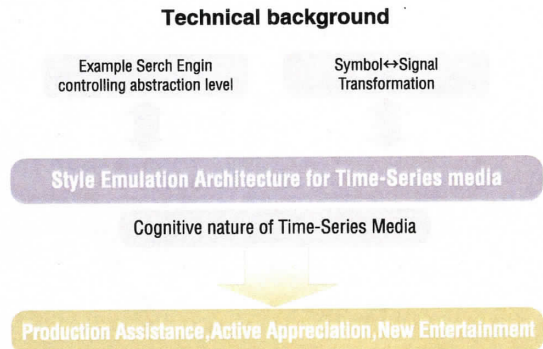 Technical background
Example Serch Engin
controlling abstraction level
Symbol↔Signal
Transformation
Style Emulation Architecture for Time-Series media
Cognitive nature of Time-Series Media
Production Assistance,Active Appreciation,New Entertainment